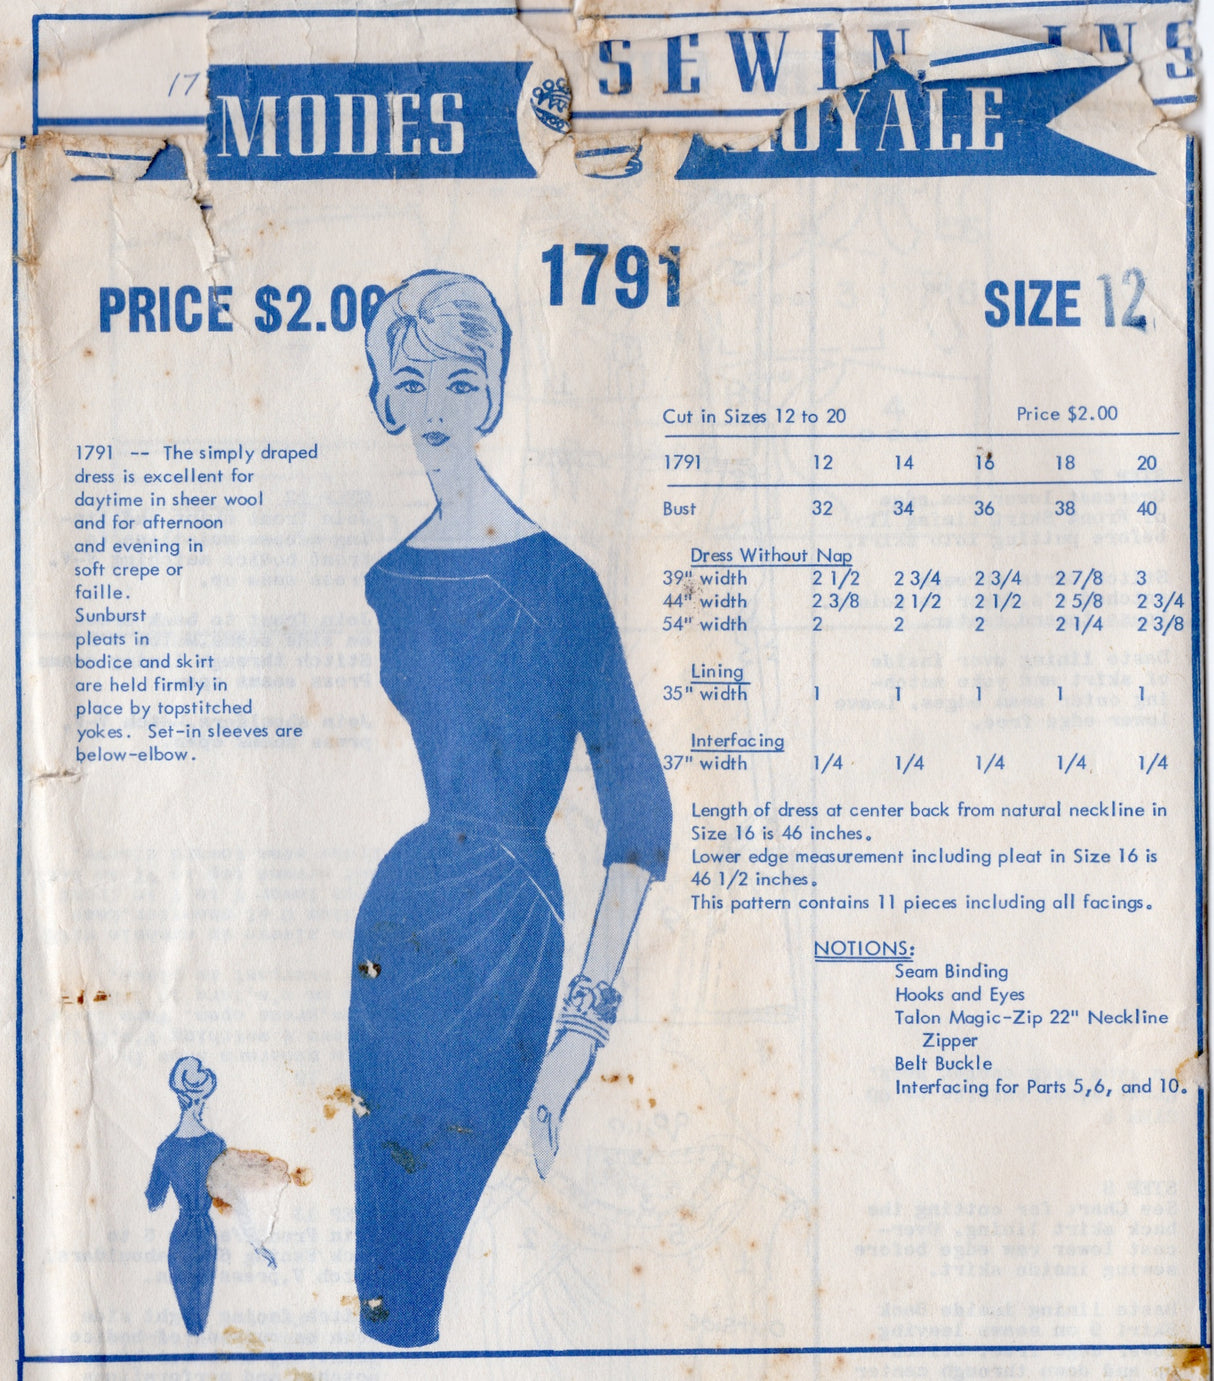 SEWIN INS
17
MODES ROYALE
1791
PRICE $2.00
SIZE 12
1791 -- The simply draped
dress is excellent for
daytime in sheer wool
and for afternoon
and evening in
soft crepe or
faille.
Sunburst
pleats in
bodice and skirt
are held firmly in
place by topstitched
yokes. Set-in sleeves are
below-elbow.
Cut in Sizes 12 to 20 Price $2.00
1791 12 14 16 18 20
Bust 32 34 36 38 40
Dress Without Nap
39" width 2 1/2 2 3/4 2 3/4 2 7/8 3
44" width 2 3/8 2 1/2 2 1/2 2 5/8 2 3/4
54" width 2 2 2 2 1/4 2 3/8
Lining
35" width 1 1 1 1 1
Interfacing
37" width 1/4 1/4 1/4 1/4 1/4
Length of dress at center back from natural neckline in
Size 16 is 46 inches.
Lower edge measurement including pleat in Size 16 is
46 1/2 inches.
This pattern contains 11 pieces including all facings.
NOTIONS:
Seam Binding
Hooks and Eyes
Talon Magic-Zip 22" Neckline
Zipper
Belt Buckle
Interfacing for Parts 5,6, and 10.